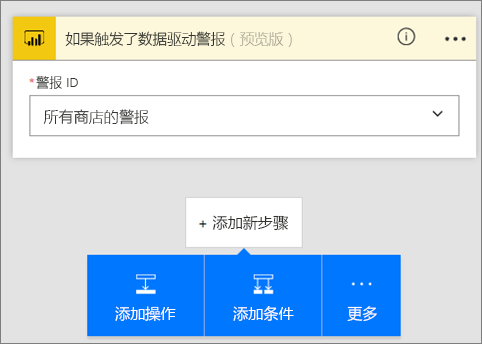 如果触发了数据驱动警报（预览版）
*警报 ID
所有商店的警报
+ 添加新步骤
添加操作
添加条件
更多